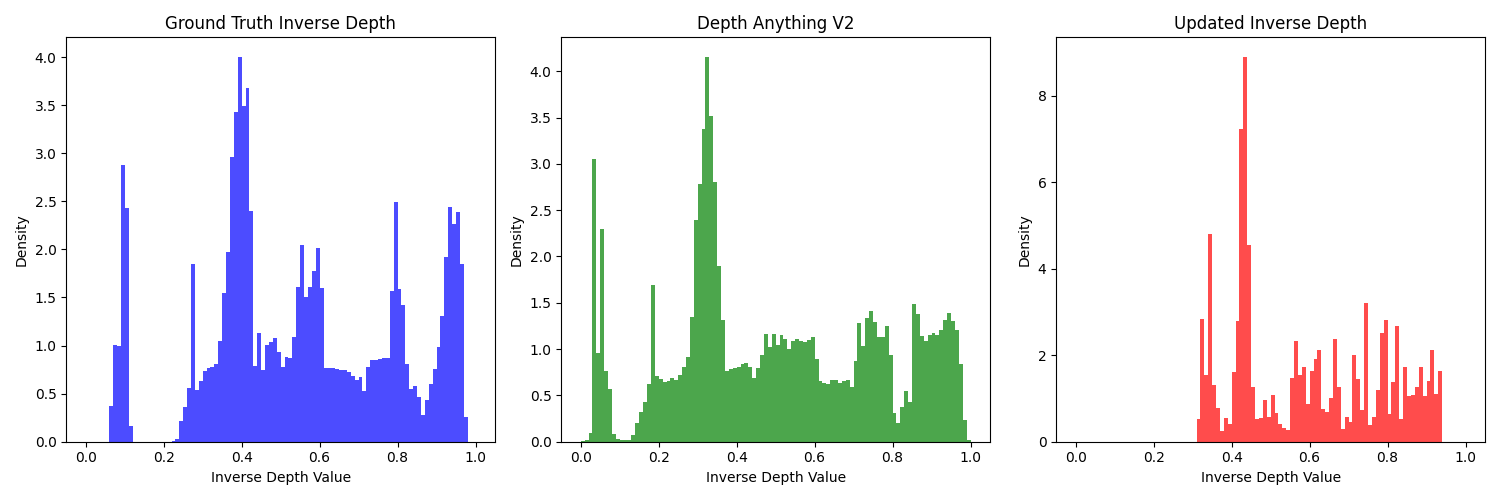 Ground Truth Inverse Depth
Density
4.0
3.5
3.0
2.5
2.0
1.5
1.0
0.5
0.0
0.0 0.2 0.4 0.6 0.8 1.0
Inverse Depth Value
Depth Anything V2
Density
4.0
3.5
3.0
2.5
2.0
1.5
1.0
0.5
0.0
0.0 0.2 0.4 0.6 0.8 1.0
Inverse Depth Value
Updated Inverse Depth
Density
8
6
4
2
0
0.0 0.2 0.4 0.6 0.8 1.0
Inverse Depth Value